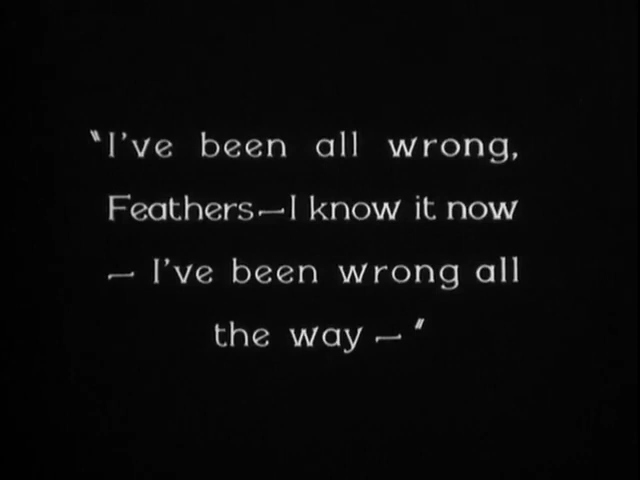 "I've been all wrong,
Feathers—I know it now
— I've been wrong all
the way — "